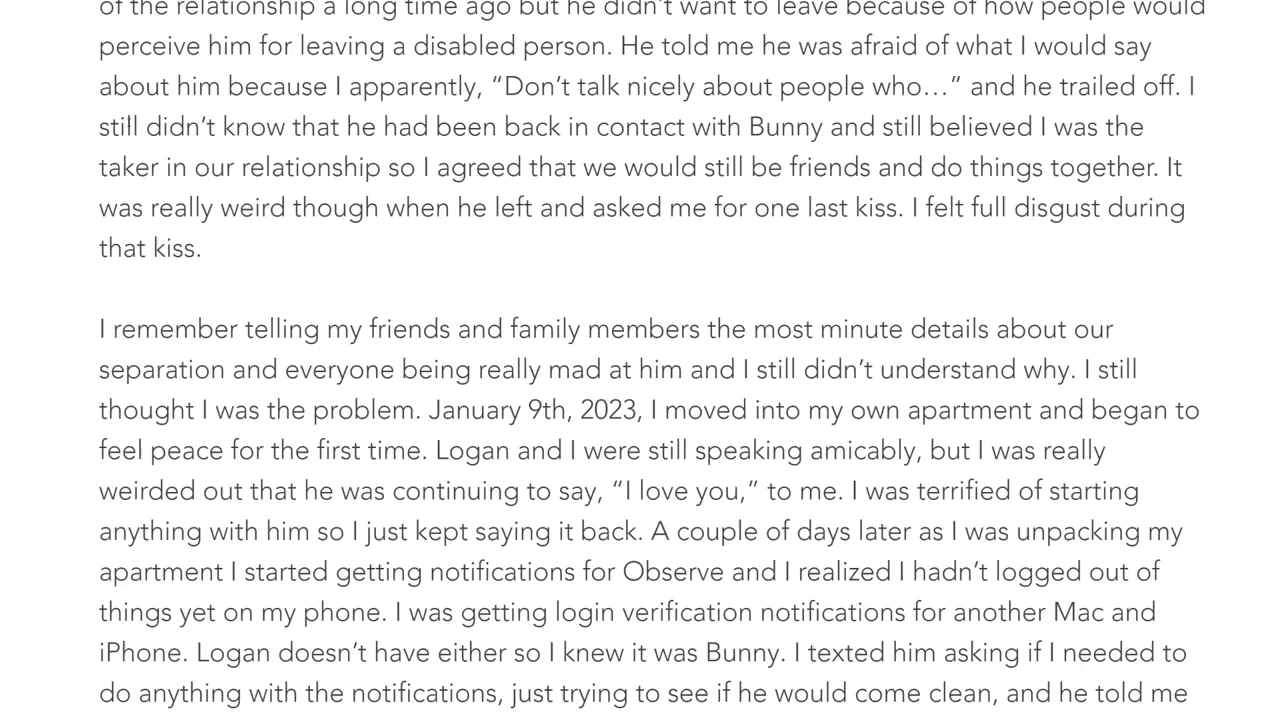 of the relationship a long time ago but he didn’t want to leave because of how people would
perceive him for leaving a disabled person. He told me he was afraid of what I would say
about him because I apparently, “Don’t talk nicely about people who…” and he trailed off. I
still didn’t know that he had been back in contact with Bunny and still believed I was the
taker in our relationship so I agreed that we would still be friends and do things together. It
was really weird though when he left and asked me for one last kiss. I felt full disgust during
that kiss.
I remember telling my friends and family members the most minute details about our
separation and everyone being really mad at him and I still didn’t understand why. I still
thought I was the problem. January 9th, 2023, I moved into my own apartment and began to
feel peace for the first time. Logan and I were still speaking amicably, but I was really
weirded out that he was continuing to say, “I love you,” to me. I was terrified of starting
anything with him so I just kept saying it back. A couple of days later as I was unpacking my
apartment I started getting notifications for Observe and I realized I hadn’t logged out of
things yet on my phone. I was getting login verification notifications for another Mac and
iPhone. Logan doesn’t have either so I knew it was Bunny. I texted him asking if I needed to
do anything with the notifications, just trying to see if he would come clean, and he told me